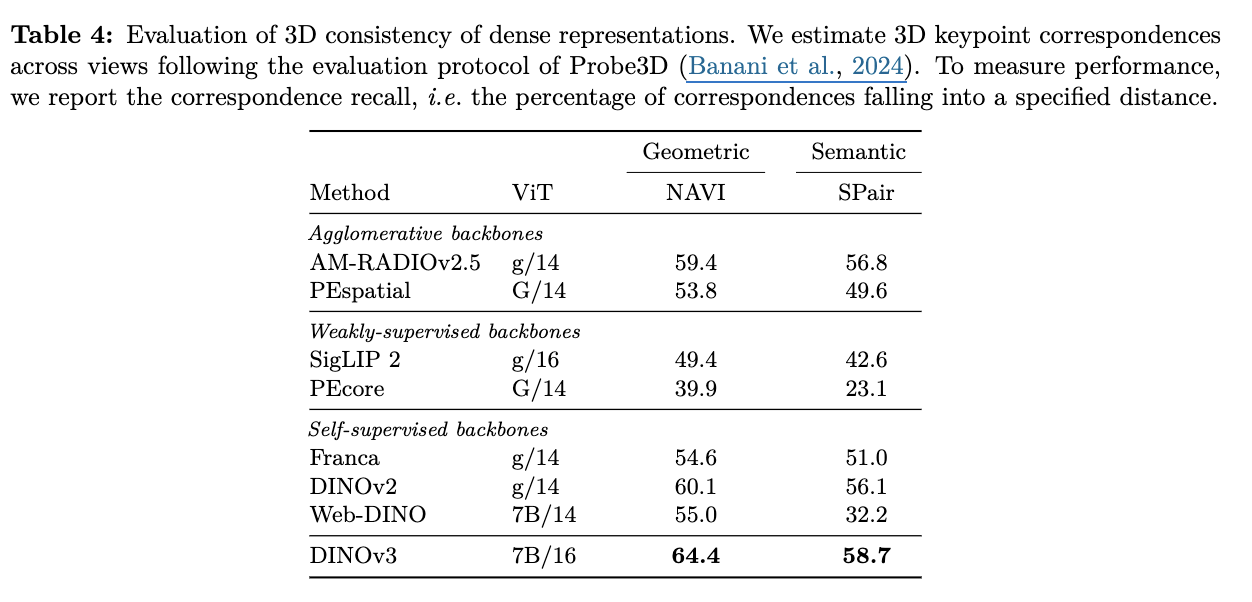 Table 4: Evaluation of 3D consistency of dense representations. We estimate 3D keypoint correspondences
across views following the evaluation protocol of Probe3D (Banani et al., 2024). To measure performance,
we report the correspondence recall, i.e. the percentage of correspondences falling into a specified distance.
Geometric Semantic
Method ViT NAVI SPair
Agglomerative backbones
AM-RADIOv2.5 g/14 59.4 56.8
PEspatial G/14 53.8 49.6
Weakly-supervised backbones
SigLIP 2 g/16 49.4 42.6
PEcore G/14 39.9 23.1
Self-supervised backbones
Franca g/14 54.6 51.0
DINOv2 g/14 60.1 56.1
Web-DINO 7B/14 55.0 32.2
DINOv3 7B/16 64.4 58.7